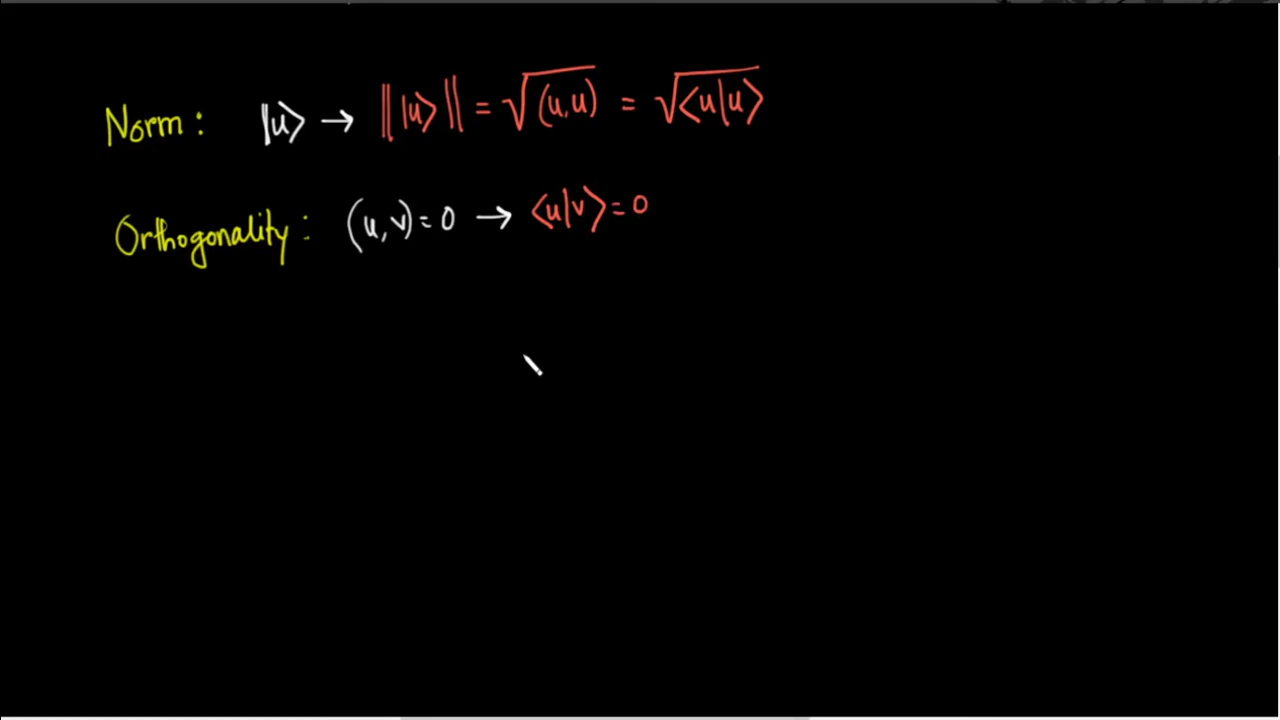 Norm: |u⟩ → || |u⟩ || = √(u,u) = √⟨u|u⟩
Orthogonality: (u,v)=0 → ⟨u|v⟩=0